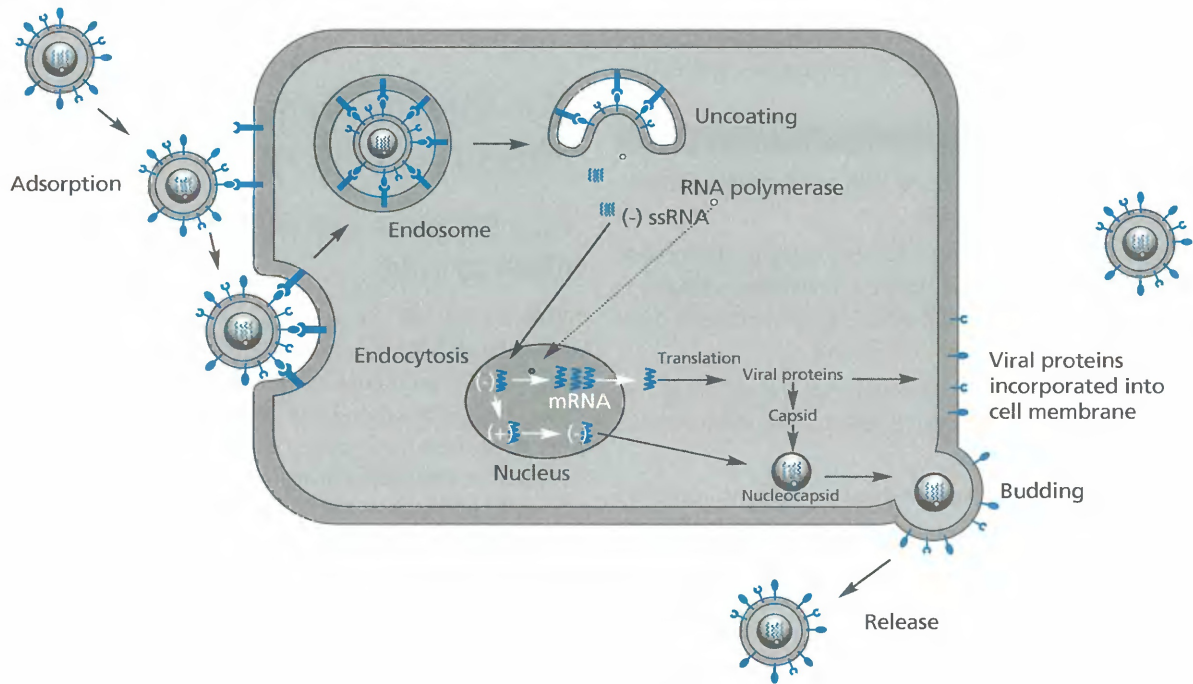 Adsorption
Endosome
Uncoating
RNA polymerase
(-) ssRNA
Endocytosis
(-)
mRNA
(+)
(-)
Nucleus
Translation
Viral proteins
Capsid
Nucleocapsid
Viral proteins
incorporated into
cell membrane
Budding
Release